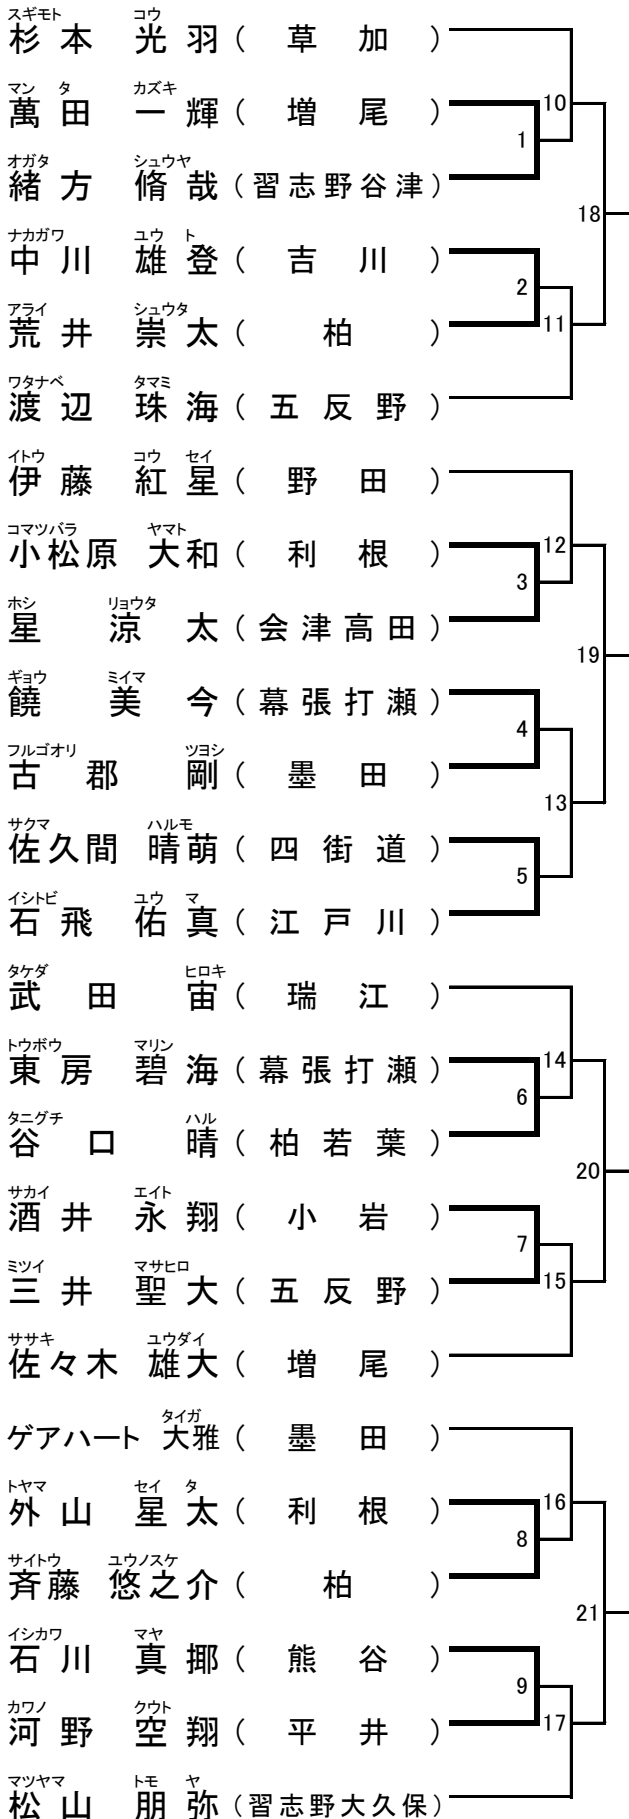 スギモト コウ
杉本 光羽 (草加)
マン タ カズキ
萬田 一輝 (増尾)
10
1
オガタ シュウヤ
緒方 脩哉 (習志野谷津)
18
ナカガワ ユウ ト
中川 雄登 (吉川)
2
アライ シュウタ
荒井 崇太 (柏)
11
ワタナベ タマミ
渡辺 珠海 (五反野)
イトウ コウ セイ
伊藤 紅星 (野田)
コマツバラ ヤマト
小松原 大和 (利根)
12
3
ホシ リョウタ
星 涼太 (会津高田)
19
ギョウ ミイマ
饒 美今 (幕張打瀬)
4
フルゴオリ ツヨシ
古郡 剛 (墨田)
13
サクマ ハルモ
佐久間 晴萌 (四街道)
5
イシトビ ユウ マ
石飛 佑真 (江戸川)
タケダ ヒロキ
武田 宙 (瑞江)
トウボウ マリン
東房 碧海 (幕張打瀬)
14
6
タニグチ ハル
谷口 晴 (柏若葉)
20
サカイ エイト
酒井 永翔 (小岩)
7
ミツイ マサヒロ
三井 聖大 (五反野)
15
ササキ ユウダイ
佐々木 雄大 (増尾)
タイガ
ゲアハート 大雅 (墨田)
トヤマ セイ タ
外山 星太 (利根)
16
8
サイトウ ユウノスケ
斉藤 悠之介 (柏)
21
イシカワ マヤ
石川 真挪 (熊谷)
9
カワノ クウト
河野 空翔 (平井)
17
マツヤマ トモ ヤ
松山 朋弥 (習志野大久保)